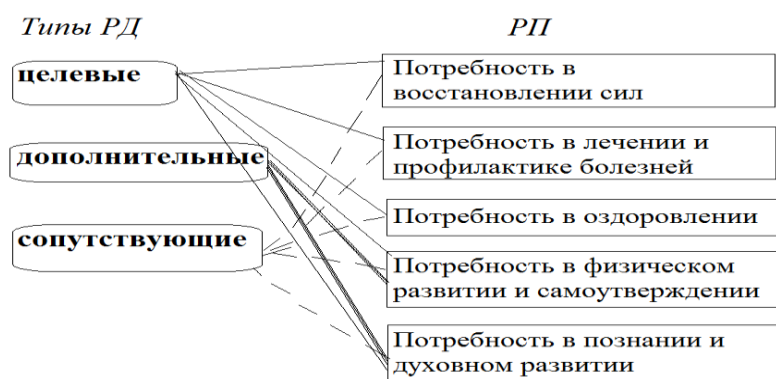 Типы РД
РП
целевые
Потребность в
восстановлении сил
дополнительные
Потребность в лечении и
профилактике болезней
сопутствующие
Потребность в оздоровлении
Потребность в физическом
развитии и самоутверждении
Потребность в познании и
духовном развитии